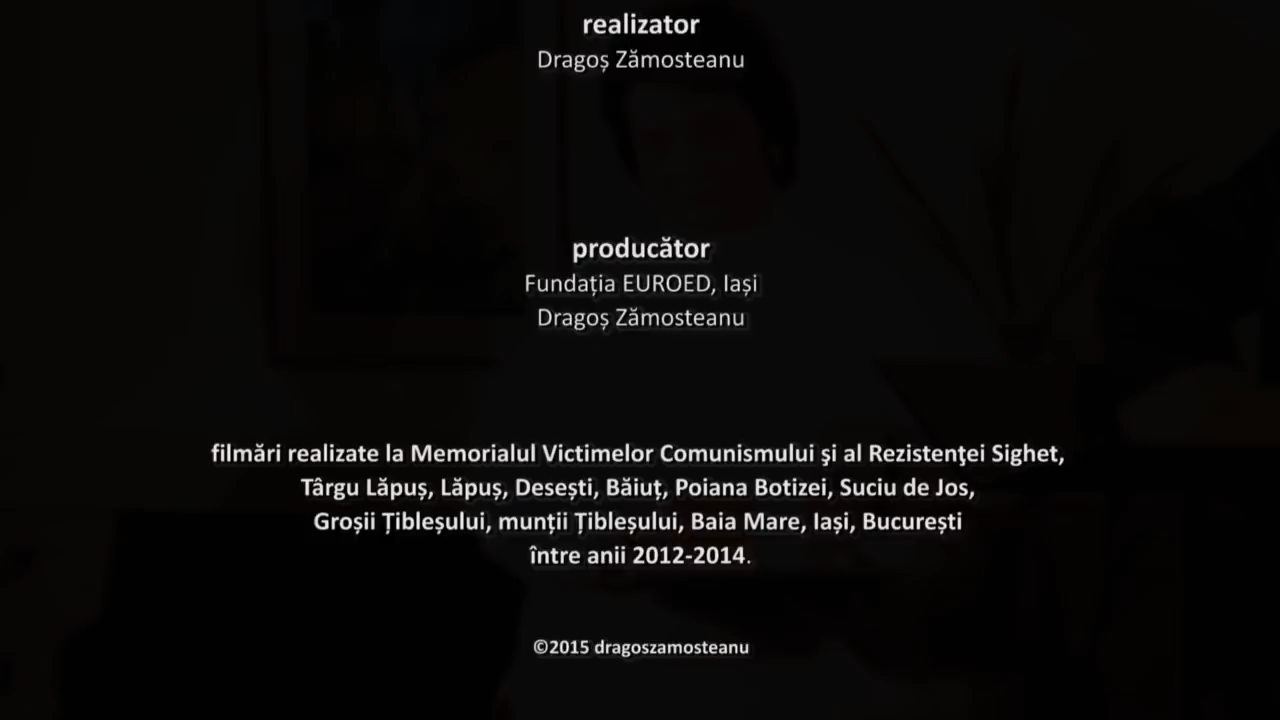 realizator
Dragoș Zămosteanu
producător
Fundația EUROED, Iași
Dragoș Zămosteanu
filmări realizate la Memorialul Victimelor Comunismului şi al Rezistenţei Sighet,
Târgu Lăpuș, Lăpuș, Desești, Băiuț, Poiana Botizei, Suciu de Jos,
Groșii Țibleșului, munții Țibleșului, Baia Mare, Iași, București
între anii 2012-2014.
©2015 dragoszamosteanu